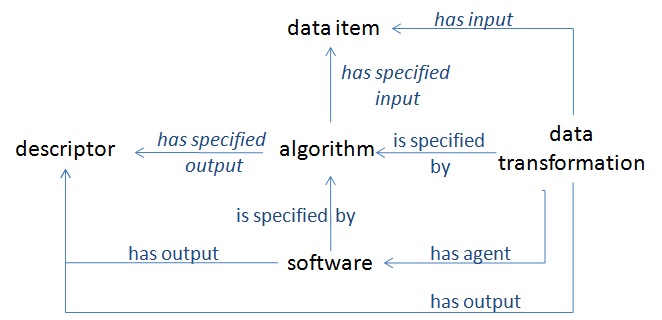 data item
has input
has specified
input
descriptor
has specified
output
algorithm
is specified
by
data
transformation
is specified by
has output
software
has agent
has output